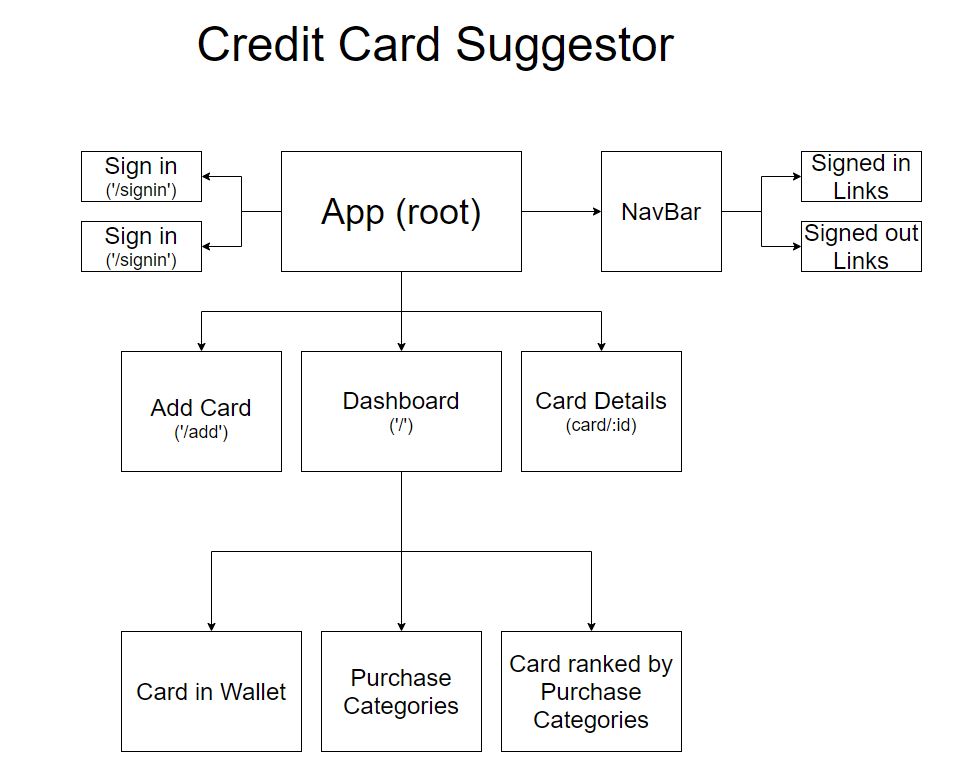 Credit Card Suggestor
Sign in
('/signin')
Sign in
('/signin')
App (root)
NavBar
Signed in
Links
Signed out
Links
Add Card
('/add')
Dashboard
('/')
Card Details
(card/:id)
Card in Wallet
Purchase
Categories
Card ranked by
Purchase
Categories